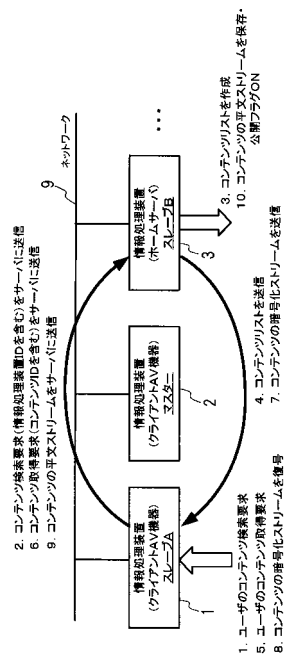 2. コンテンツ検索要求(情報処理装置IDを含む)をサーバに送信
6. コンテンツ取得要求(コンテンツIDを含む)をサーバに送信
9. コンテンツの平文ストリームをサーバに送信
9
ネットワーク
情報処理装置
(クライアントAV機器)
スレーブA
1
情報処理装置
(クライアントAV機器)
マスター
2
情報処理装置
(ホームサーバ)
スレーブB
3
...
1. ユーザのコンテンツ検索要求
5. ユーザのコンテンツ取得要求
8. コンテンツの暗号化ストリームを復号
4. コンテンツリストを送信
7. コンテンツの暗号化ストリームを送信
3. コンテンツリストを作成
10. コンテンツの平文ストリームを保存・
公開フラグON